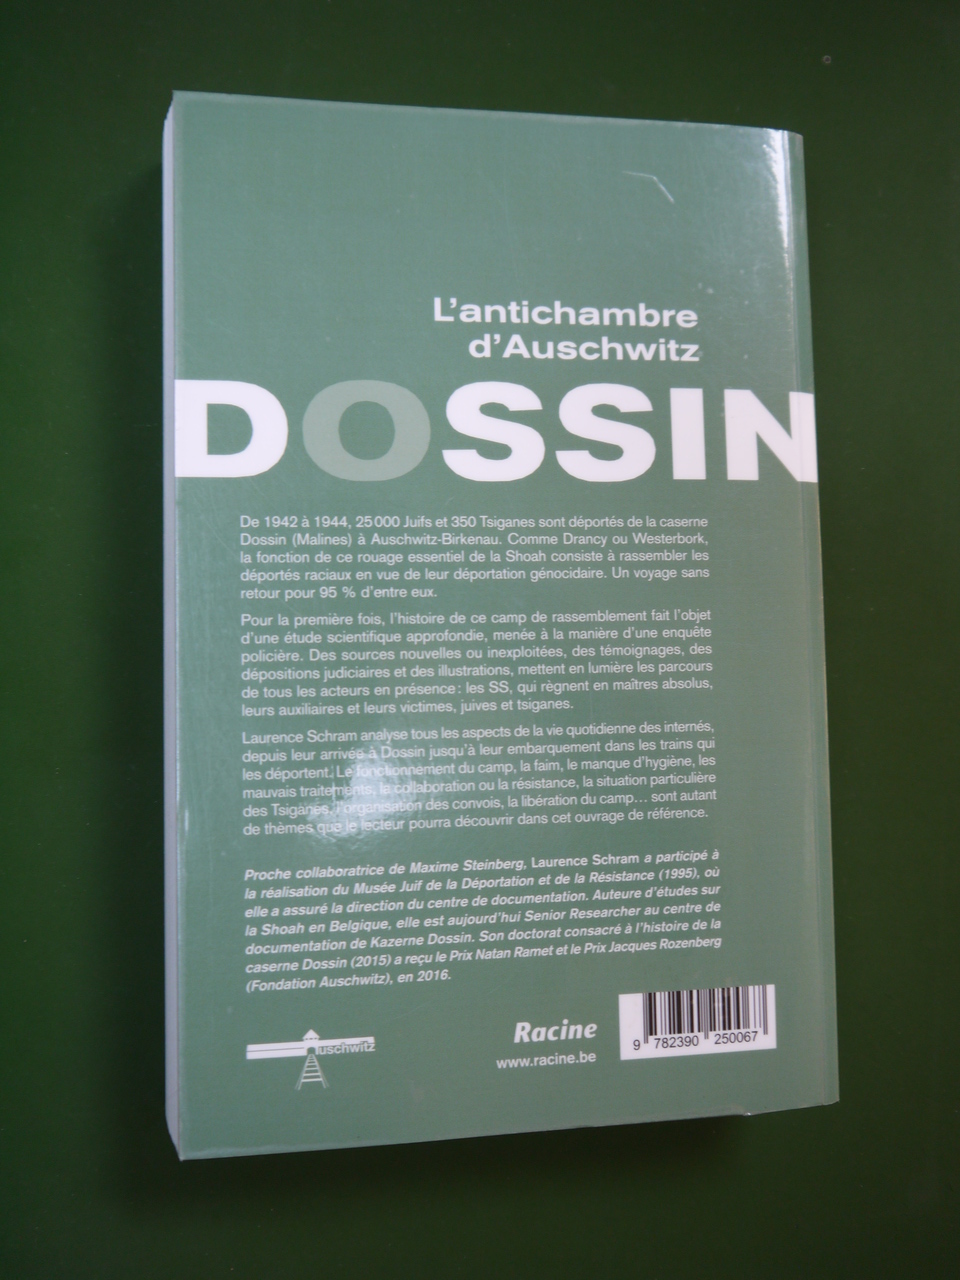 L'antichambre
d'Auschwitz
DOSSIN
De 1942 à 1944, 25 000 Juifs et 350 Tsiganes sont déportés de la caserne
Dossin (Malines) à Auschwitz-Birkenau. Comme Drancy ou Westerbork,
la fonction de ce rouage essentiel de la Shoah consiste à rassembler les
déportés raciaux en vue de leur déportation génocidaire. Un voyage sans
retour pour 95 % d'entre eux.
Pour la première fois, l'histoire de ce camp de rassemblement fait l'objet
d'une étude scientifique approfondie, menée à la manière d'une enquête
policière. Des sources nouvelles ou inexploitées, des témoignages, des
dépositions judiciaires et des illustrations, mettent en lumière les parcours
de tous les acteurs en présence : les SS, qui règnent en maîtres absolus,
leurs auxiliaires et leurs victimes, juives et tsiganes.
Laurence Schram analyse tous les aspects de la vie quotidienne des internés,
depuis leur arrivée à Dossin jusqu'à leur embarquement dans les trains qui
les déportent. Le fonctionnement du camp, la faim, le manque d'hygiène, les
mauvais traitements, la collaboration ou la résistance, la situation particulière
des Tsiganes, l'organisation des convois, la libération du camp... sont autant
de thèmes que le lecteur pourra découvrir dans cet ouvrage de référence.
Proche collaboratrice de Maxime Steinberg, Laurence Schram a participé à
la réalisation du Musée Juif de la Déportation et de la Résistance (1995), où
elle a assuré la direction du centre de documentation. Auteure d'études sur
la Shoah en Belgique, elle est aujourd'hui Senior Researcher au centre de
documentation de Kazerne Dossin. Son doctorat consacré à l'histoire de la
caserne Dossin (2015) a reçu le Prix Natan Ramet et le Prix Jacques Rozenberg
(Fondation Auschwitz), en 2016.
Auschwitz
Racine
www.racine.be
9 782390 250067